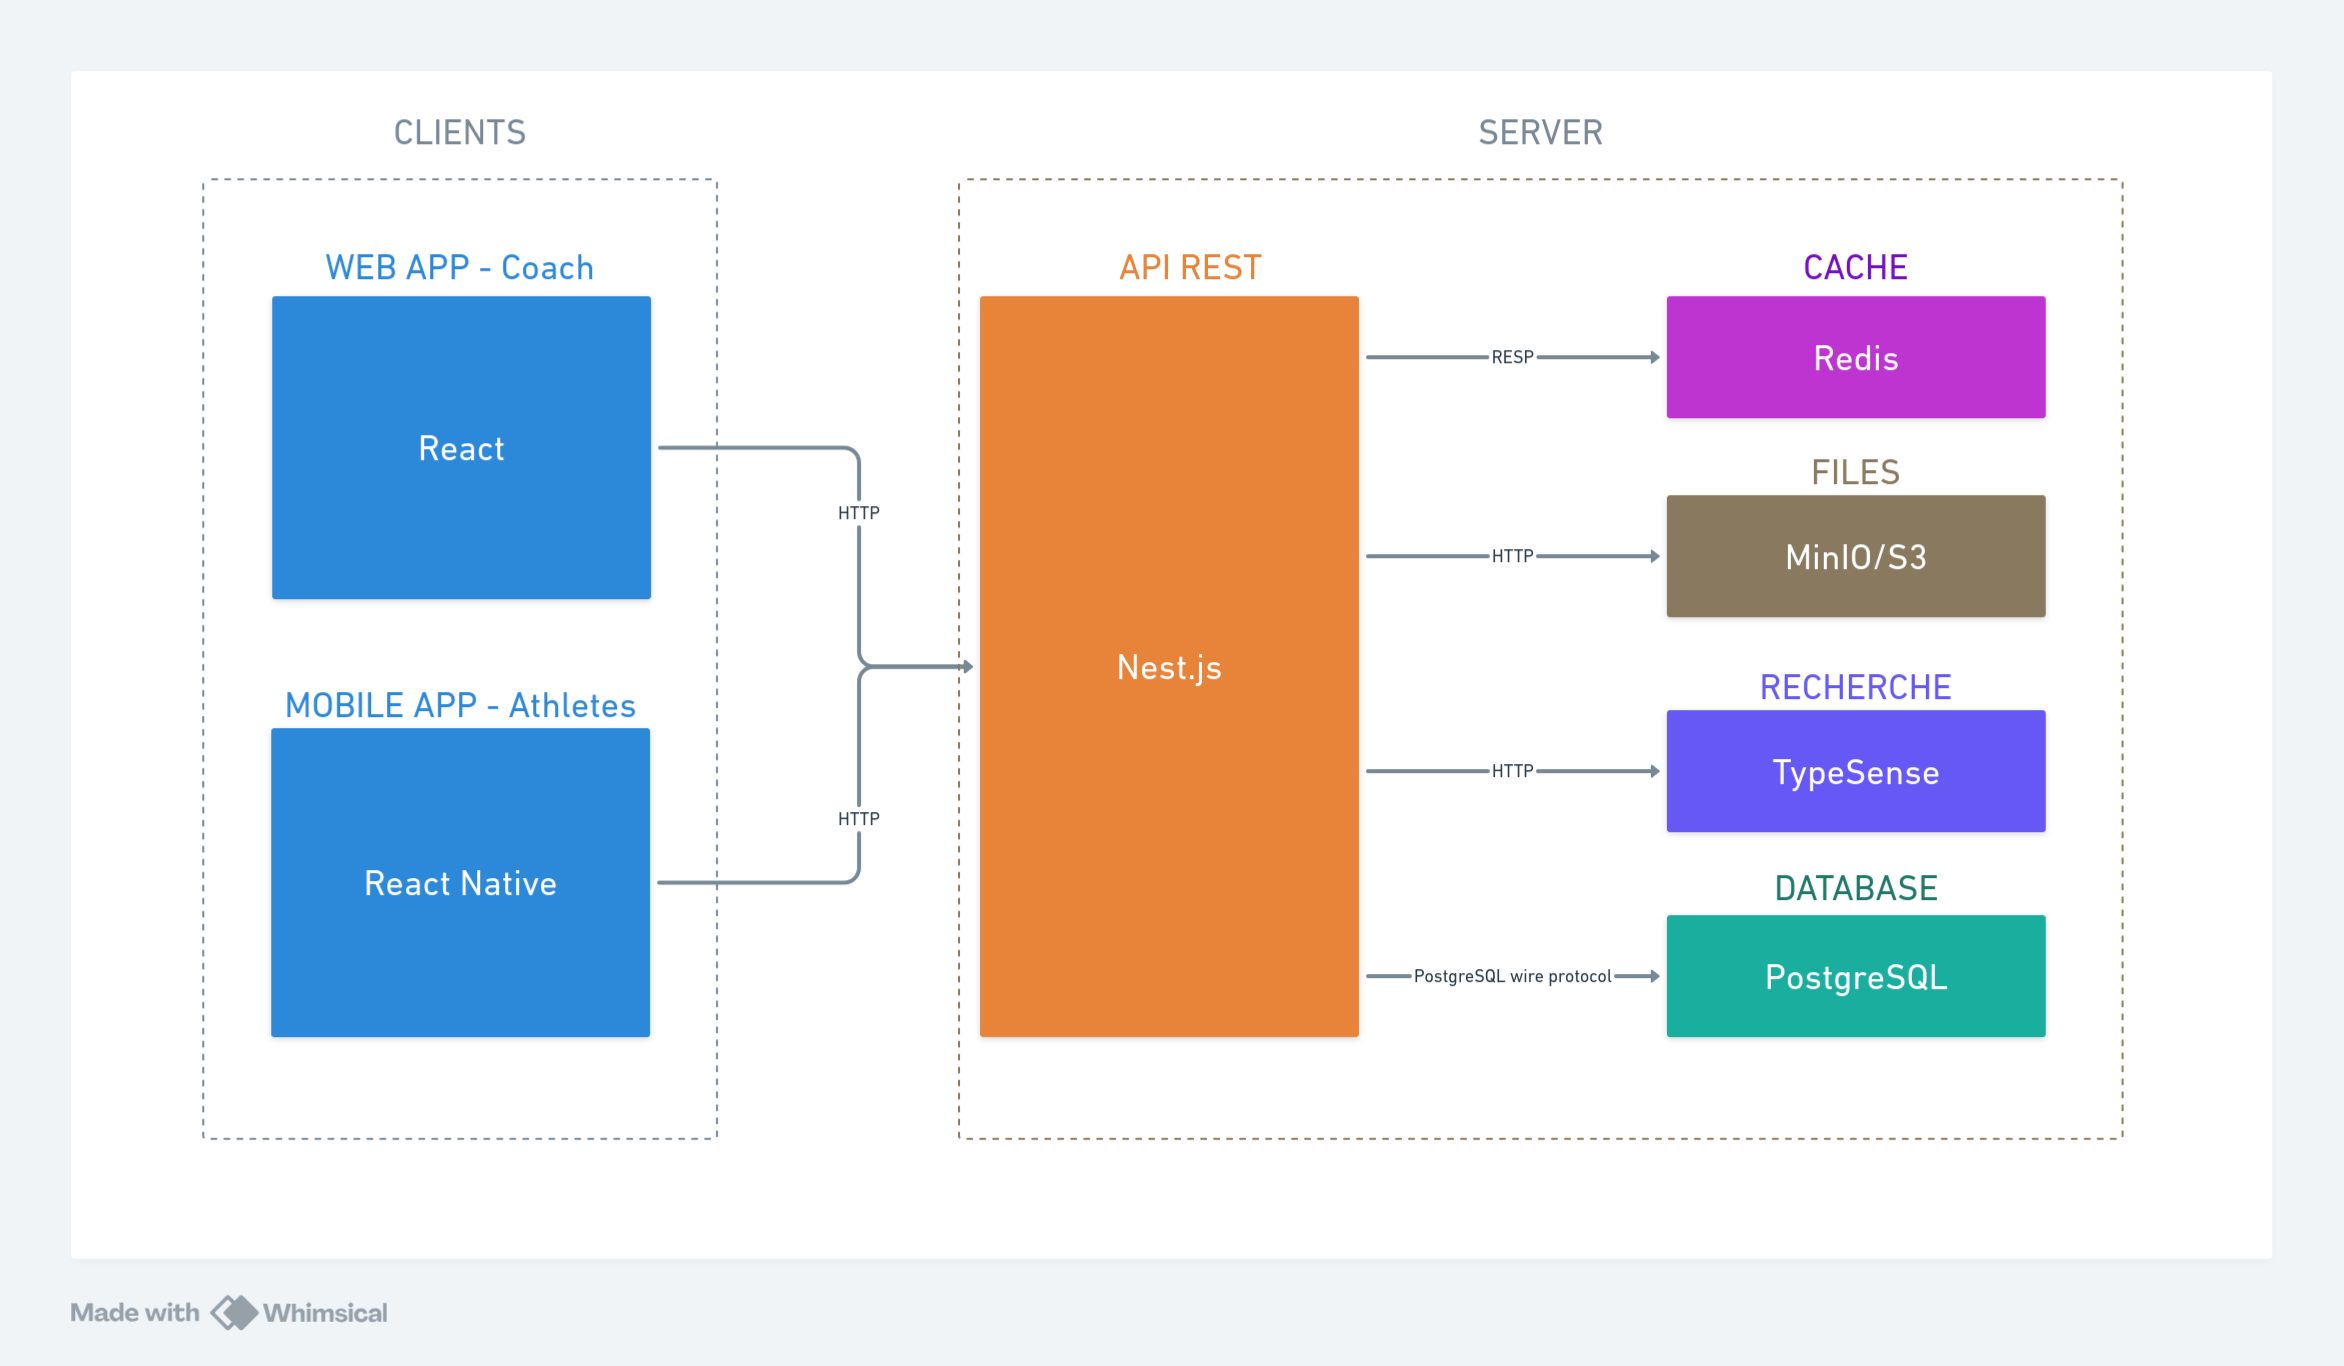 CLIENTS
SERVER
WEB APP - Coach
React
MOBILE APP - Athletes
React Native
HTTP
HTTP
API REST
Nest.js
RESP
HTTP
HTTP
PostgreSQL wire protocol
CACHE
Redis
FILES
MinIO/S3
RECHERCHE
TypeSense
DATABASE
PostgreSQL
Made with Whimsical